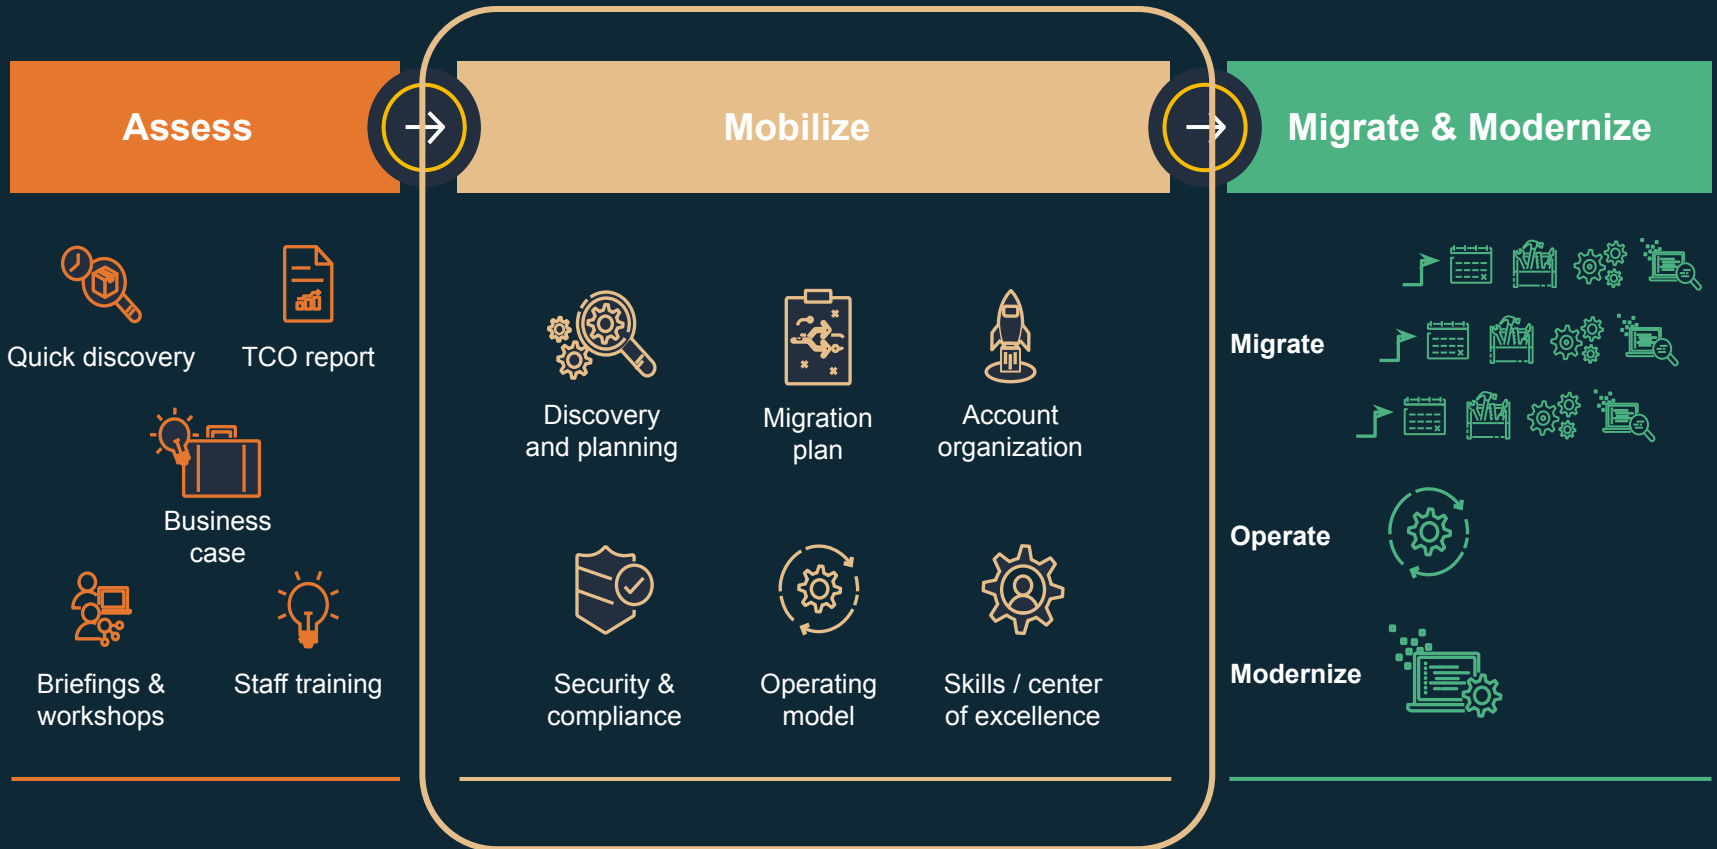 Assess
Mobilize
Migrate & Modernize
Quick discovery
TCO report
Business
case
Briefings &
workshops
Staff training
Discovery
and planning
Migration
plan
Account
organization
Security &
compliance
Operating
model
Skills / center
of excellence
Migrate
Operate
Modernize